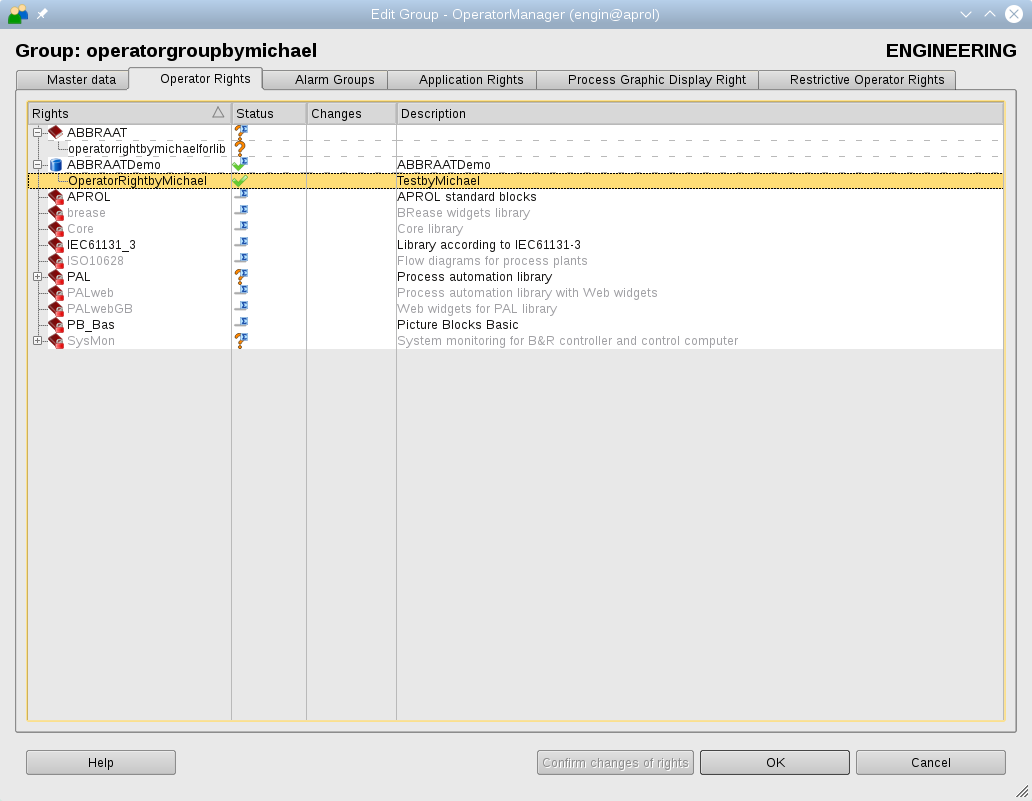 Edit Group - OperatorManager (engin@aprol)
Group: operatorgroupbymichael ENGINEERING
Master data Operator Rights Alarm Groups Application Rights Process Graphic Display Right Restrictive Operator Rights
Rights Status Changes Description
ABBRAAT
operatorrightbymichaelforlib
ABBRAATDemo ABBRAATDemo
OperatorRightbyMichael TestbyMichael
APROL APROL standard blocks
brease BRease widgets library
Core Core library
IEC61131_3 Library according to IEC61131-3
ISO10628 Flow diagrams for process plants
PAL Process automation library
PALweb Process automation library with Web widgets
PALwebGB Web widgets for PAL library
PB_Bas Picture Blocks Basic
SysMon System monitoring for B&R controller and control computer
Help Confirm changes of rights OK Cancel